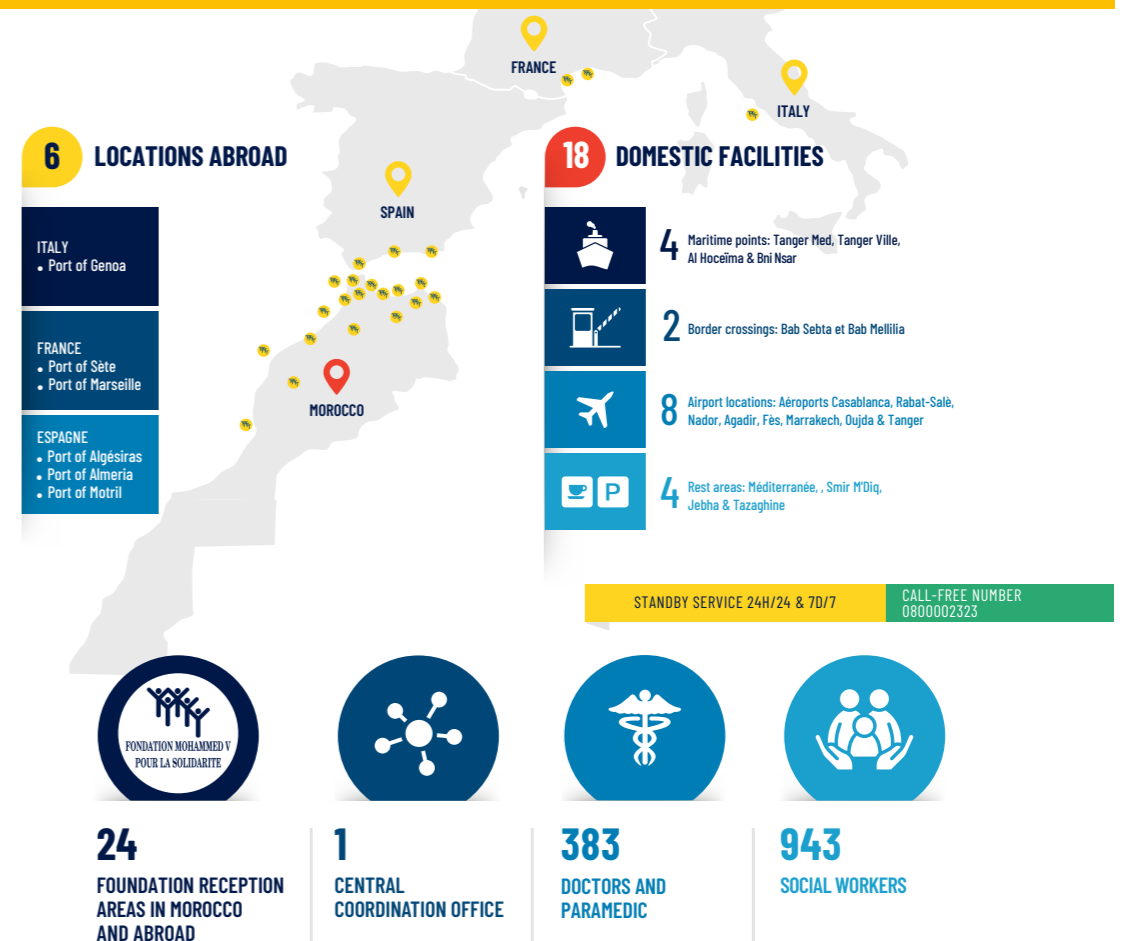 FRANCE
ITALY
SPAIN
MOROCCO
6 LOCATIONS ABROAD
ITALY
• Port of Genoa
FRANCE
• Port of Sète
• Port of Marseille
ESPAGNE
• Port of Algésiras
• Port of Almeria
• Port of Motril
18 DOMESTIC FACILITIES
4 Maritime points: Tanger Med, Tanger Ville,
Al Hoceïma & Bni Nsar
2 Border crossings: Bab Sebta et Bab Mellilia
8 Airport locations: Aéroports Casablanca, Rabat-Salè,
Nador, Agadir, Fès, Marrakech, Oujda & Tanger
P
4 Rest areas: Méditerranée, , Smir M'Diq,
Jebha & Tazaghine
STANDBY SERVICE 24H/24 & 7D/7
CALL-FREE NUMBER
0800002323
FONDATION MOHAMMED V
POUR LA SOLIDARITE
24
FOUNDATION RECEPTION
AREAS IN MOROCCO
AND ABROAD
1
CENTRAL
COORDINATION OFFICE
383
DOCTORS AND
PARAMEDIC
943
SOCIAL WORKERS